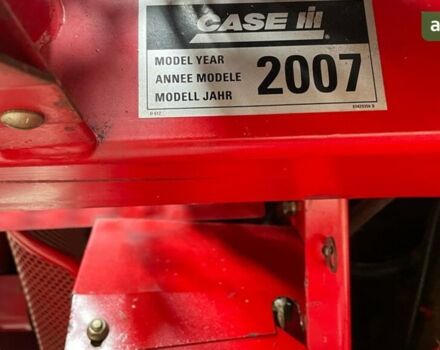 CASE IH
MODEL YEAR
ANNEE MODELE
MODELL JAHR
2007